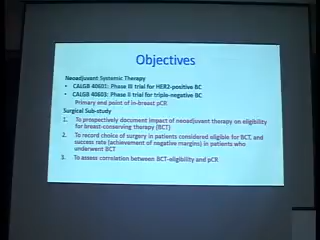 Objectives
Neoadjuvant Systemic Therapy
• CALGB 40601: Phase III trial for HER2-positive BC
• CALGB 40603: Phase II trial for triple-negative BC
Primary end point of in-breast pCR
Surgical Sub-study
1. To prospectively document impact of neoadjuvant therapy on eligibility
for breast-conserving therapy (BCT)
2. To record choice of surgery in patients considered eligible for BCT, and
success rate (achievement of negative margins) in patients who
underwent BCT
3. To assess correlation between BCT-eligibility and pCR